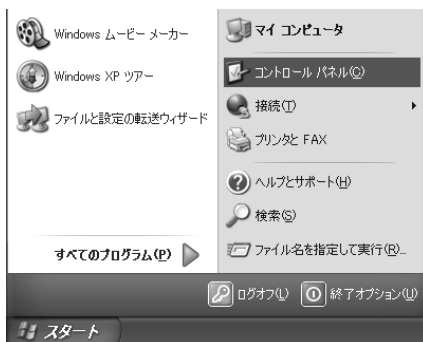 Windows ムービー メーカー
Windows XP ツアー
ファイルと設定の転送ウィザード
すべてのプログラム(P)
マイ コンピュータ
コントロール パネル(C)
接続(T)
プリンタと FAX
ヘルプとサポート(H)
検索(S)
ファイル名を指定して実行(R)...
ログオフ(L)
終了オプション(U)
スタート